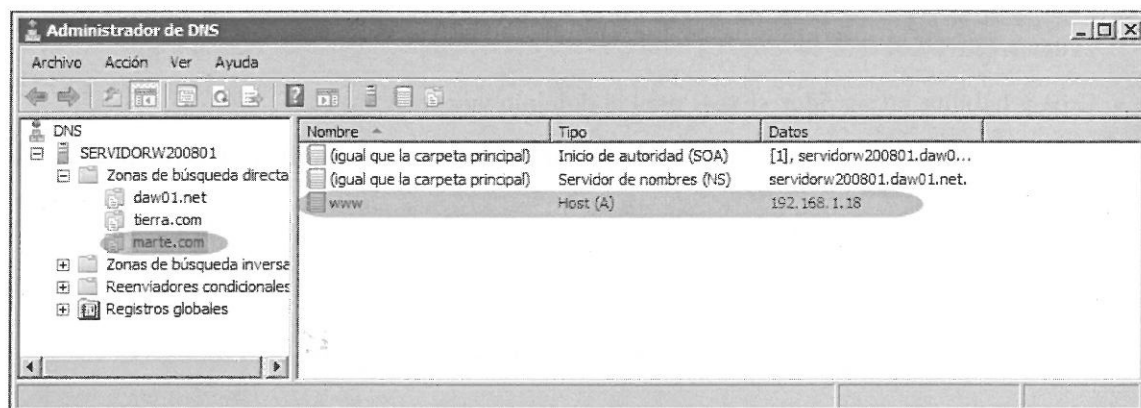 Administrador de DNS
Archivo Acción Ver Ayuda
DNS
SERVIDORW200801
Zonas de búsqueda directa
daw01.net
tierra.com
marte.com
Zonas de búsqueda inversa
Reenviadores condicionales
Registros globales
Nombre Tipo Datos
(igual que la carpeta principal) Inicio de autoridad (SOA) [1], servidorw200801.daw0...
(igual que la carpeta principal) Servidor de nombres (NS) servidorw200801.daw01.net.
www Host (A) 192.168.1.18